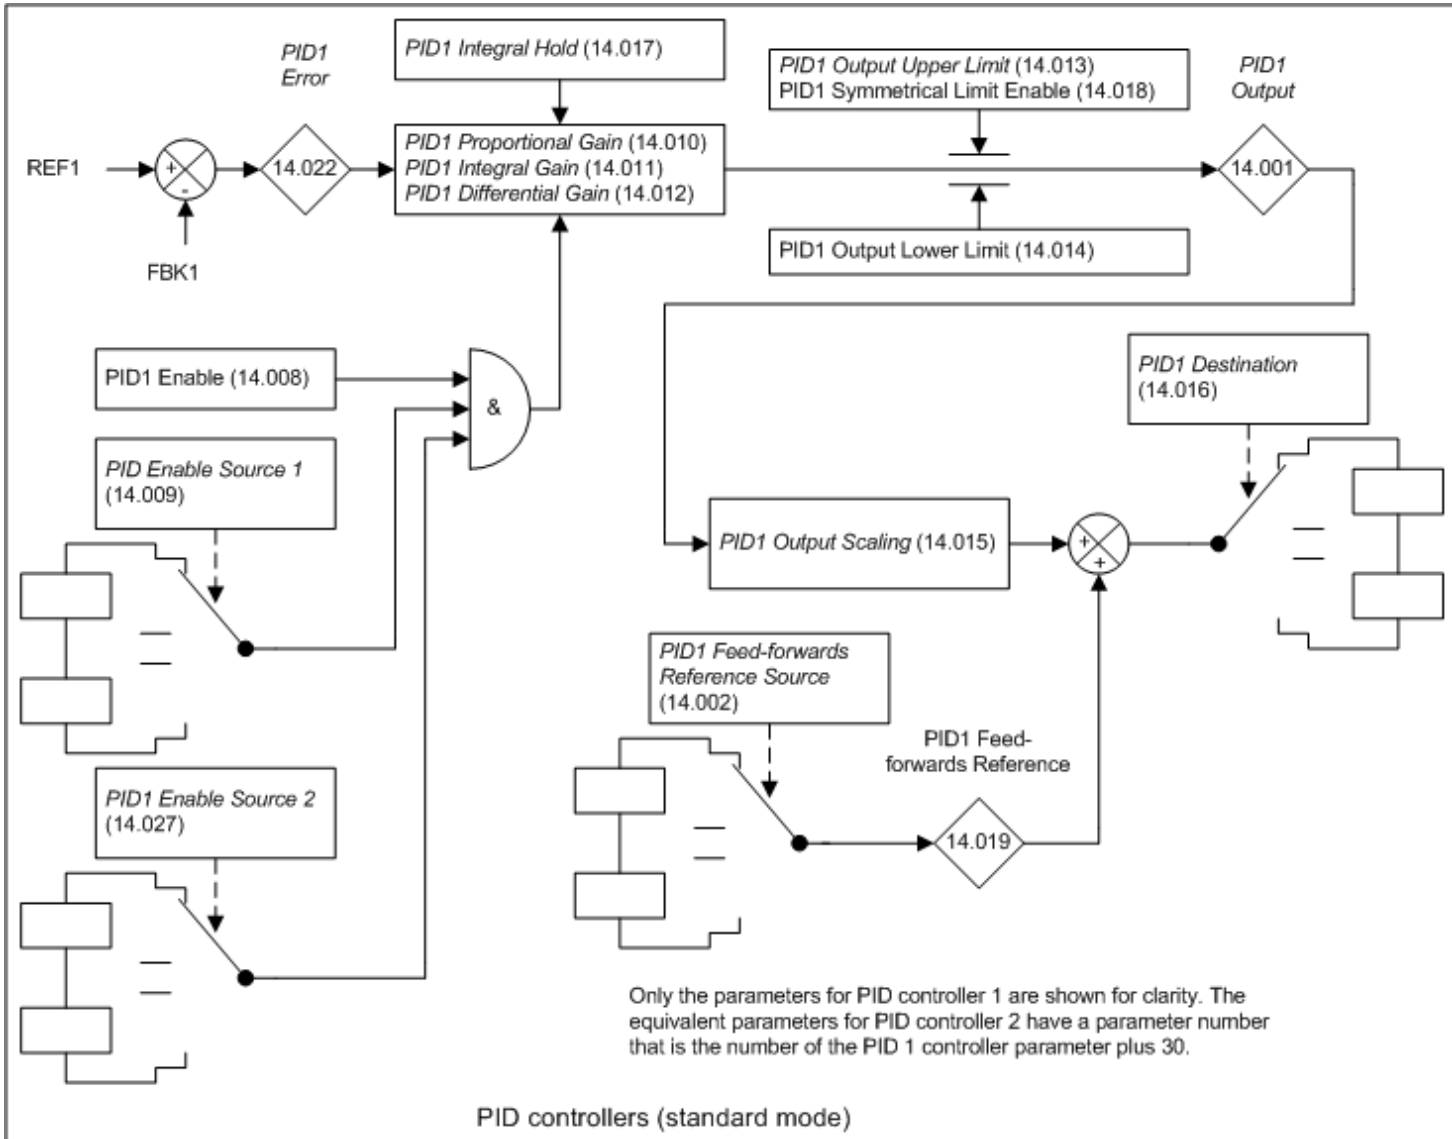 PID1
Error
PID1 Integral Hold (14.017)
PID1 Output Upper Limit (14.013)
PID1 Symmetrical Limit Enable (14.018)
PID1
Output
REF1
+
-
14.022
PID1 Proportional Gain (14.010)
PID1 Integral Gain (14.011)
PID1 Differential Gain (14.012)
14.001
FBK1
PID1 Output Lower Limit (14.014)
PID1 Enable (14.008)
&
PID1 Destination
(14.016)
PID Enable Source 1
(14.009)
PID1 Output Scaling (14.015)
+
+
PID1 Feed-forwards
Reference Source
(14.002)
PID1 Feed-
forwards Reference
14.019
PID1 Enable Source 2
(14.027)
Only the parameters for PID controller 1 are shown for clarity. The
equivalent parameters for PID controller 2 have a parameter number
that is the number of the PID 1 controller parameter plus 30.
PID controllers (standard mode)